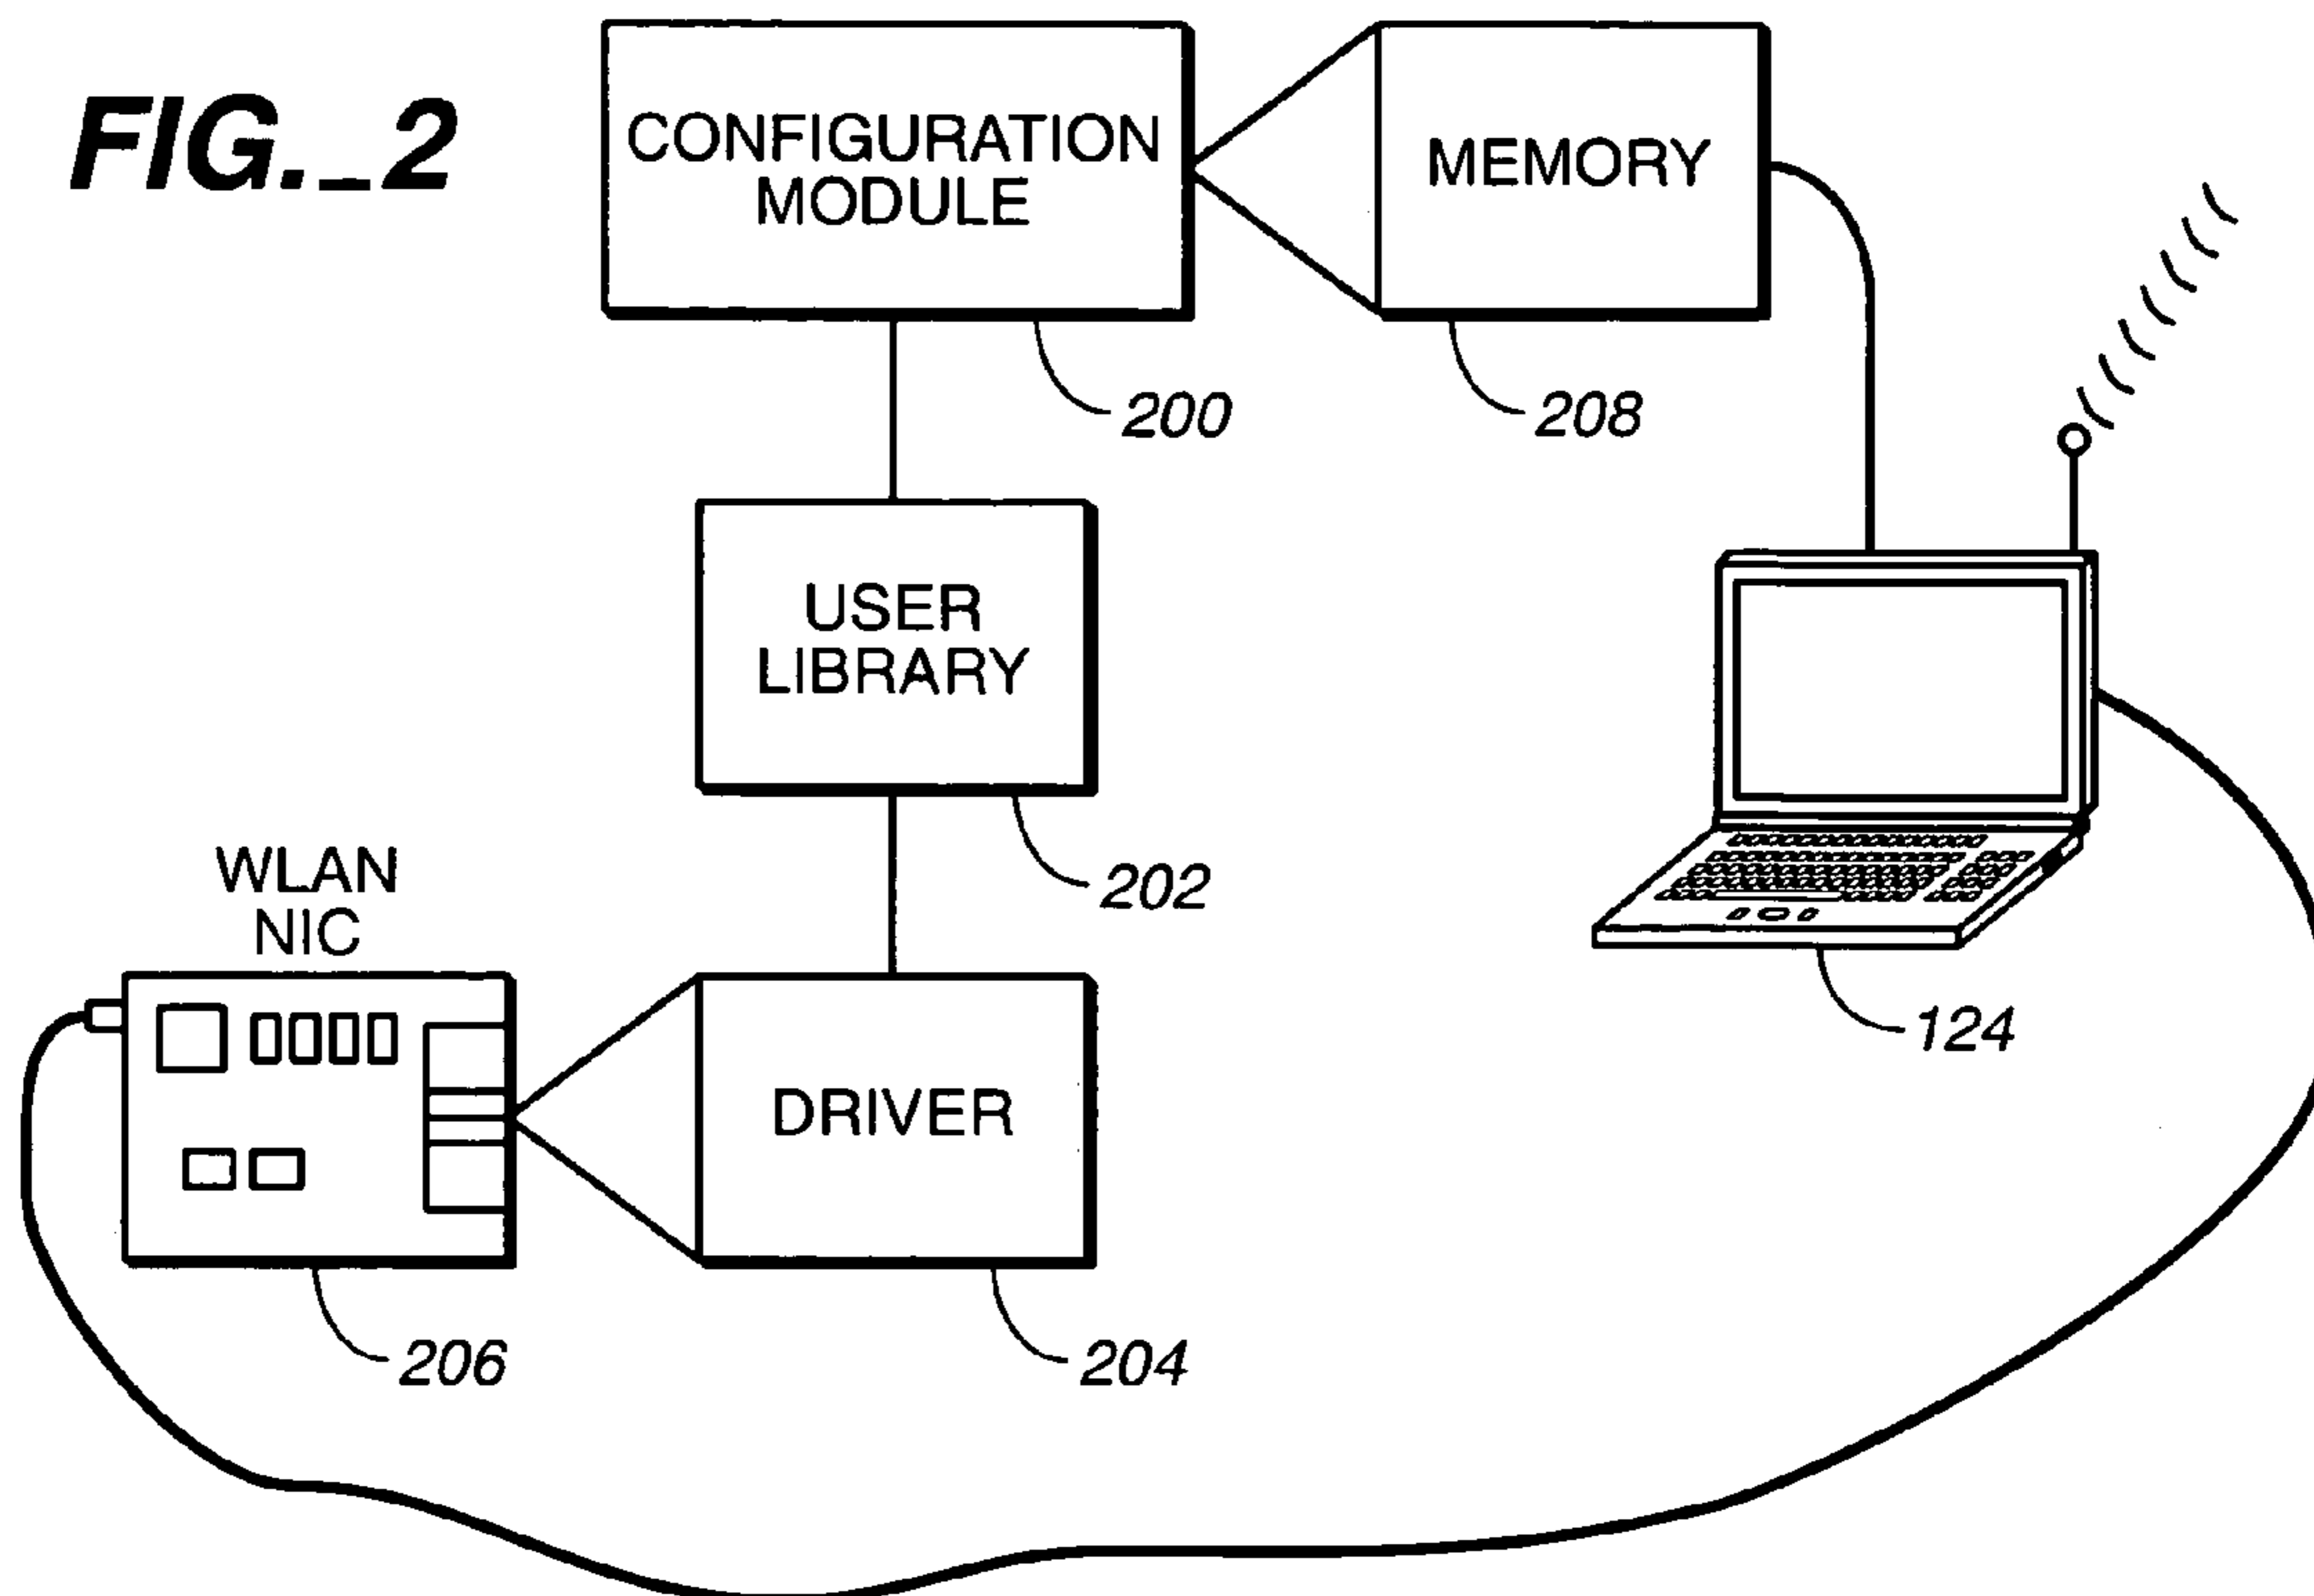 FIG._2
CONFIGURATION
MODULE
MEMORY
200
208
USER
LIBRARY
202
WLAN
NIC
124
DRIVER
206
204